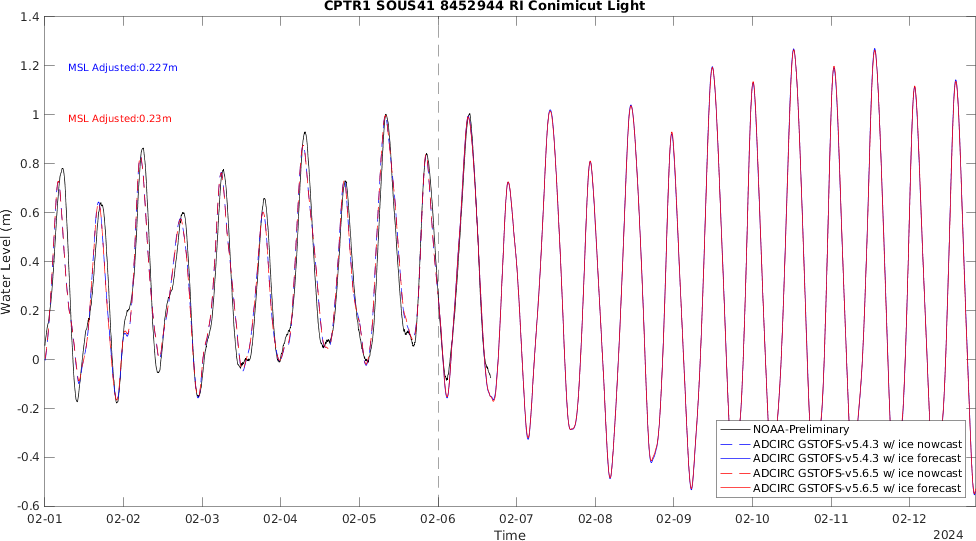 CPTR1 SOUS41 8452944 RI Conimicut Light
MSL Adjusted:0.227m
MSL Adjusted:0.23m
Water Level (m)
1.4
1.2
1
0.8
0.6
0.4
0.2
0
-0.2
-0.4
-0.6
NOAA-Preliminary
ADCIRC GSTOFS-v5.4.3 w/ ice nowcast
ADCIRC GSTOFS-v5.4.3 w/ ice forecast
ADCIRC GSTOFS-v5.6.5 w/ ice nowcast
ADCIRC GSTOFS-v5.6.5 w/ ice forecast
02-01 02-02 02-03 02-04 02-05 02-06 02-07 02-08 02-09 02-10 02-11 02-12
Time
2024